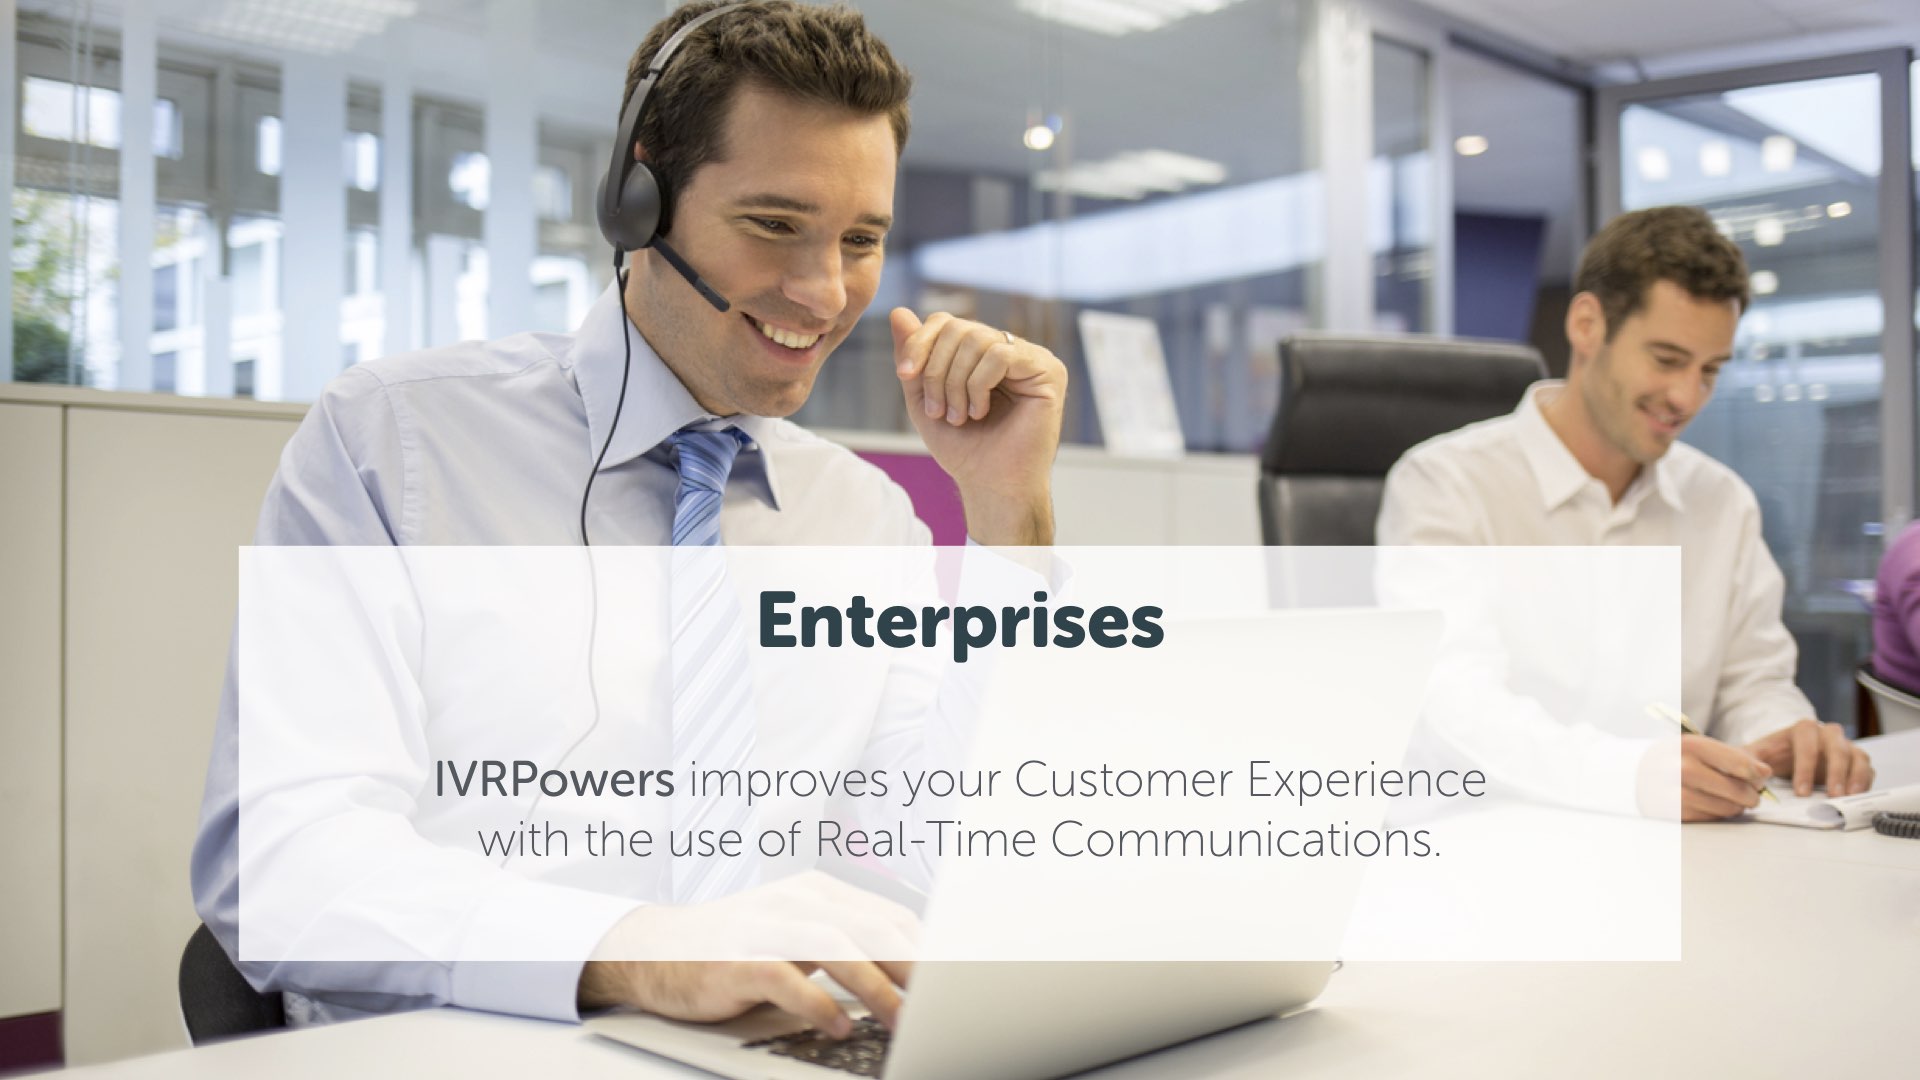 Enterprises
IVRPowers improves your Customer Experience
with the use of Real-Time Communications.